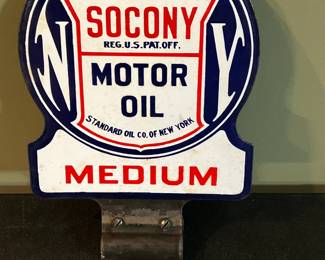 SOCONY
REG. U.S. PAT. OFF.
N MOTOR Y
OIL
STANDARD OIL CO. OF NEW YORK
MEDIUM